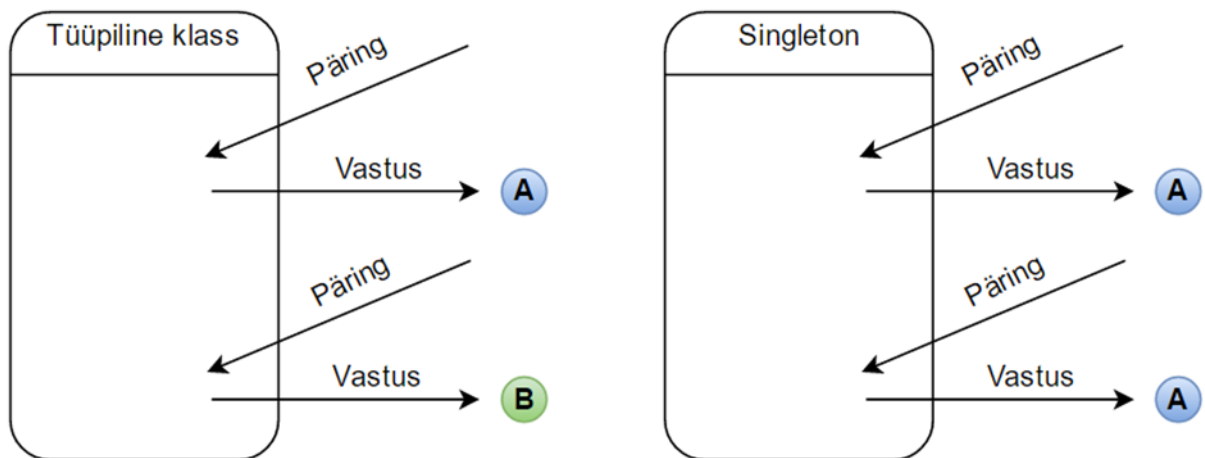 Tüüpiline klass
Päring
Vastus
A
Päring
Vastus
B
Singleton
Päring
Vastus
A
Päring
Vastus
A